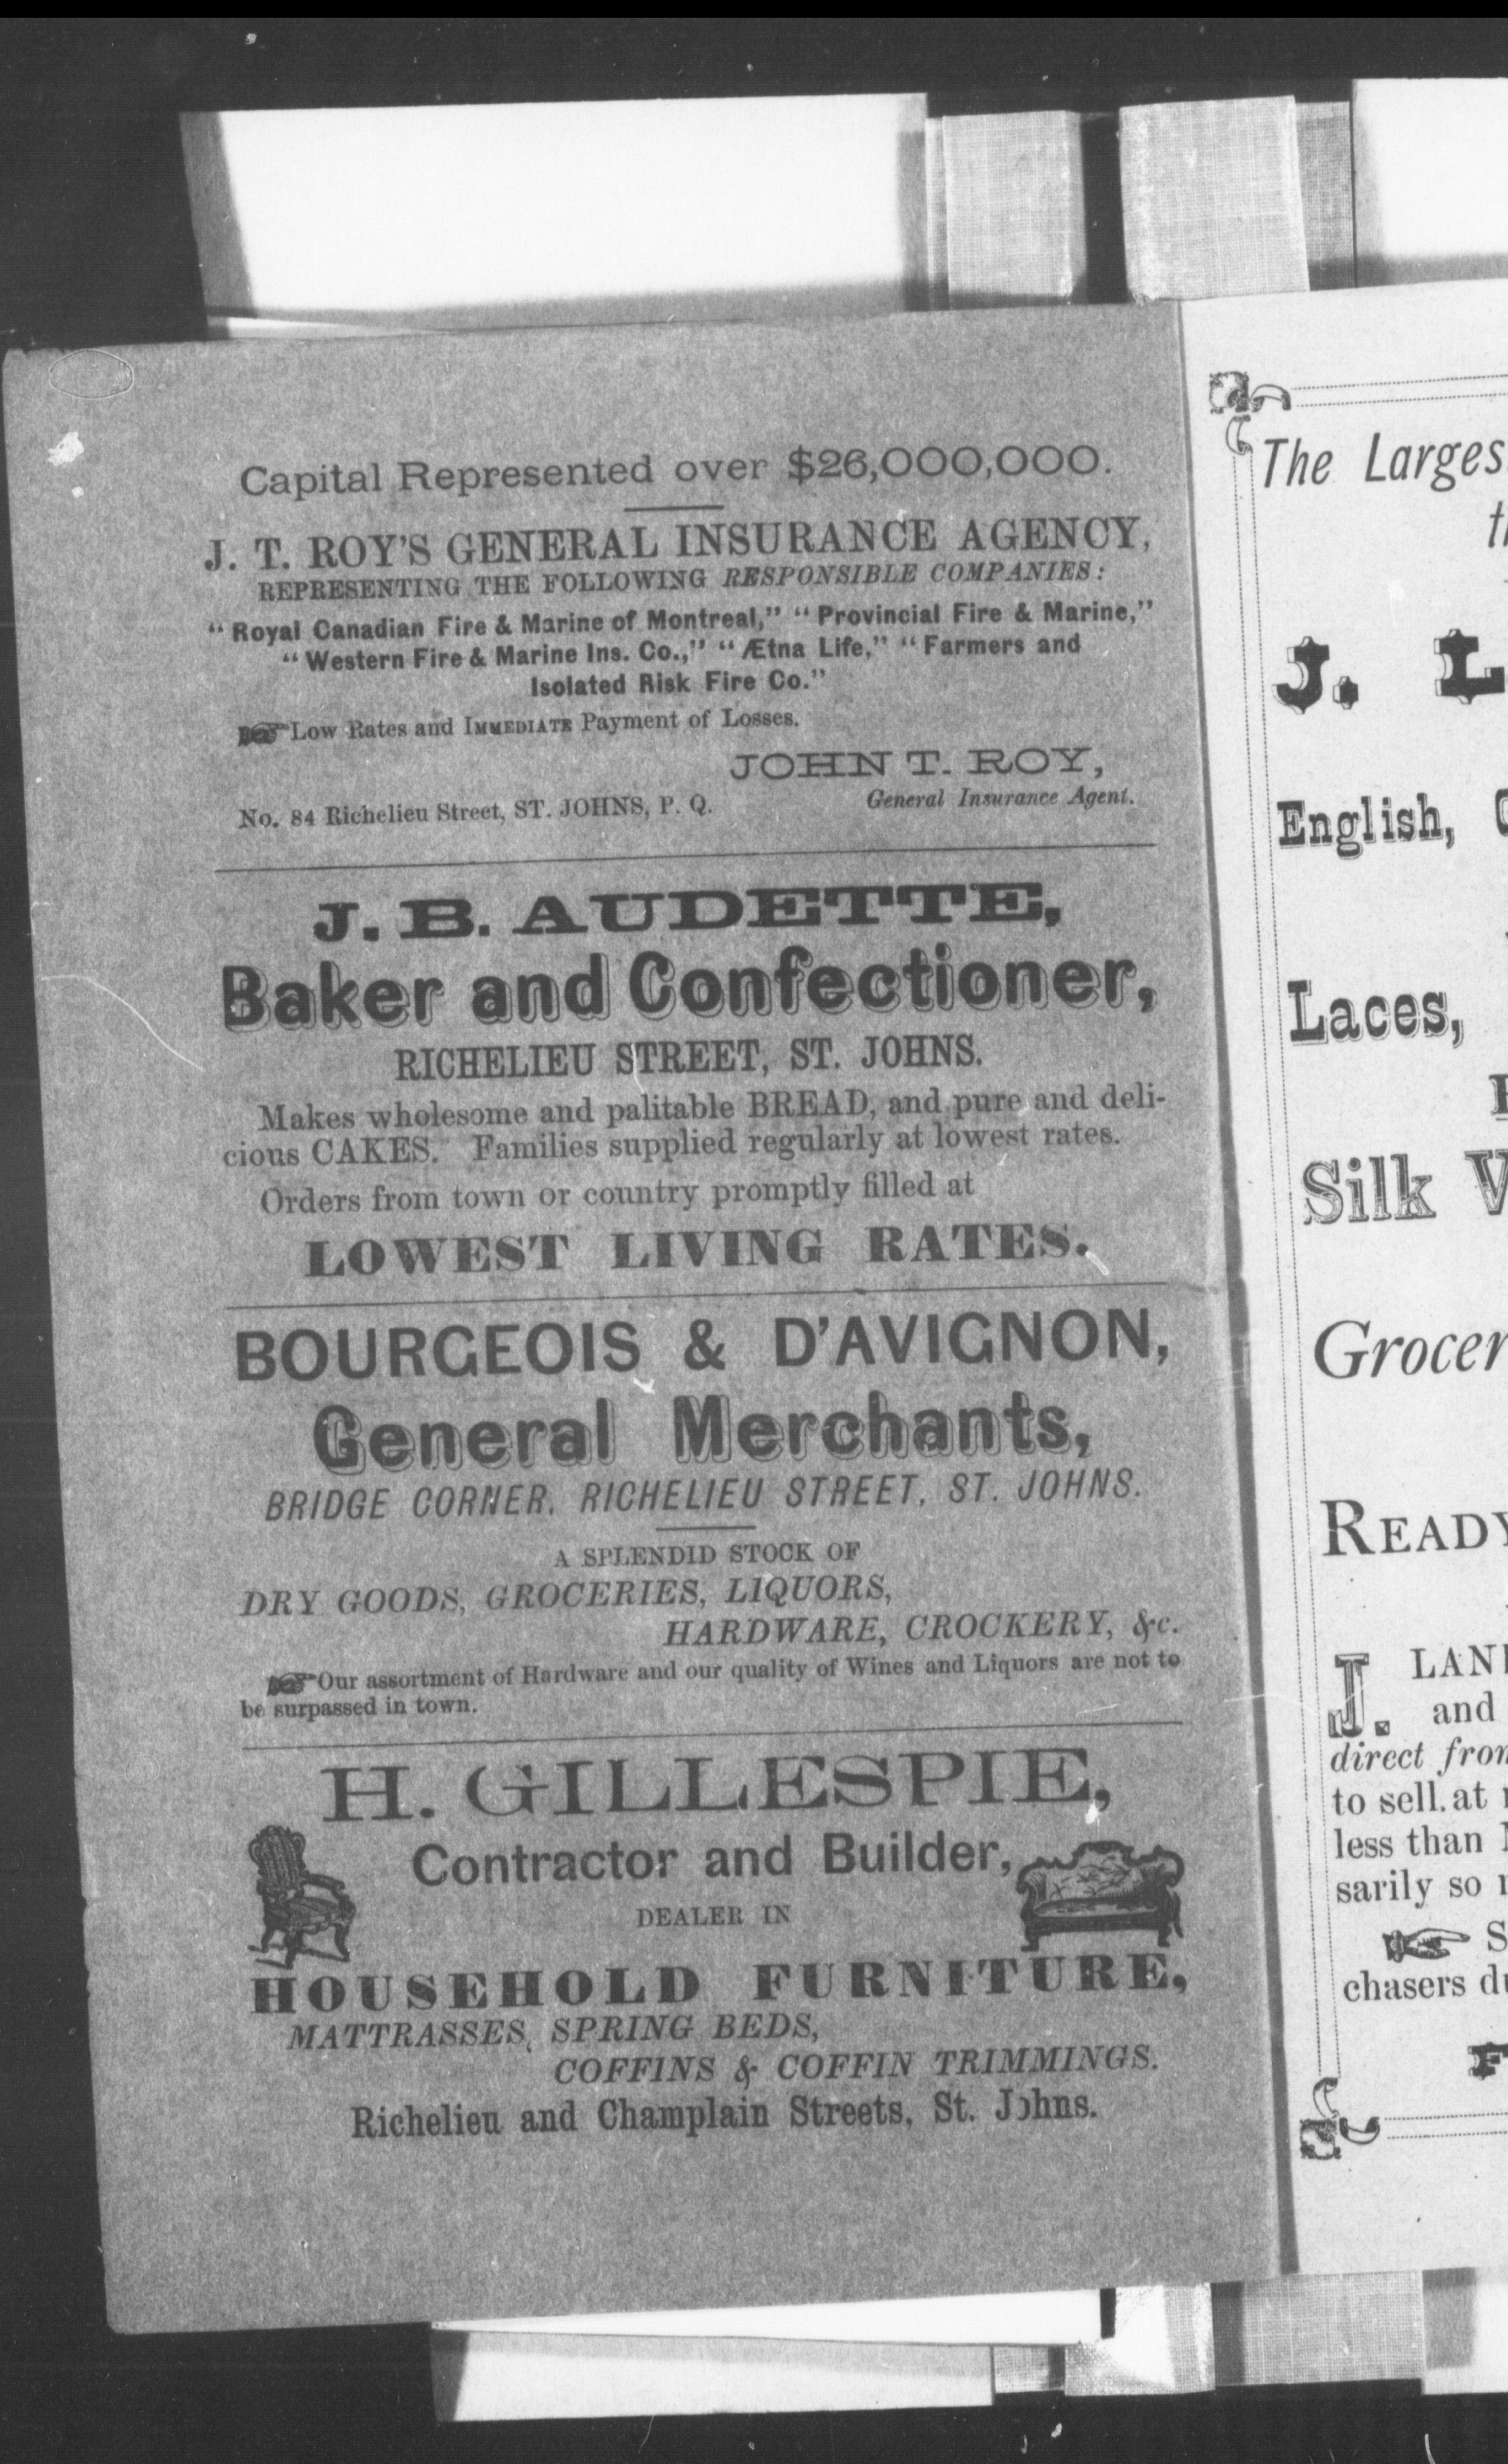 Capital Represented over $26,000,000.
J. T. ROY'S GENERAL INSURANCE AGENCY,
REPRESENTING THE FOLLOWING RESPONSIBLE COMPANIES:
"Royal Canadian Fire & Marine of Montreal," "Provincial Fire & Marine,"
"Western Fire & Marine Ins. Co.," "Ætna Life," "Farmers and
Isolated Risk Fire Co."
☞Low Rates and IMMEDIATE Payment of Losses.
JOHN T. ROY,
General Insurance Agent.
No. 84 Richelieu Street, ST. JOHNS, P. Q.
J. B. AUDETTE,
Baker and Confectioner,
RICHELIEU STREET, ST. JOHNS.
Makes wholesome and palitable BREAD, and pure and deli-
cious CAKES. Families supplied regularly at lowest rates.
Orders from town or country promptly filled at
LOWEST LIVING RATES.
BOURGEOIS & D'AVIGNON,
General Merchants,
BRIDGE CORNER, RICHELIEU STREET, ST. JOHNS.
A SPLENDID STOCK OF
DRY GOODS, GROCERIES, LIQUORS,
HARDWARE, CROCKERY, &c.
☞Our assortment of Hardware and our quality of Wines and Liquors are not to
be surpassed in town.
H. GILLESPIE,
Contractor and Builder,
DEALER IN
HOUSEHOLD FURNITURE,
MATTRASSES, SPRING BEDS,
COFFINS & COFFIN TRIMMINGS.
Richelieu and Champlain Streets, St. Johns.
The Larges
J. L
English,
Laces,
Silk V
Grocer
READY
J. LAN
and
direct from
to sell at
less than
sarily so
☞ S
chasers du
F